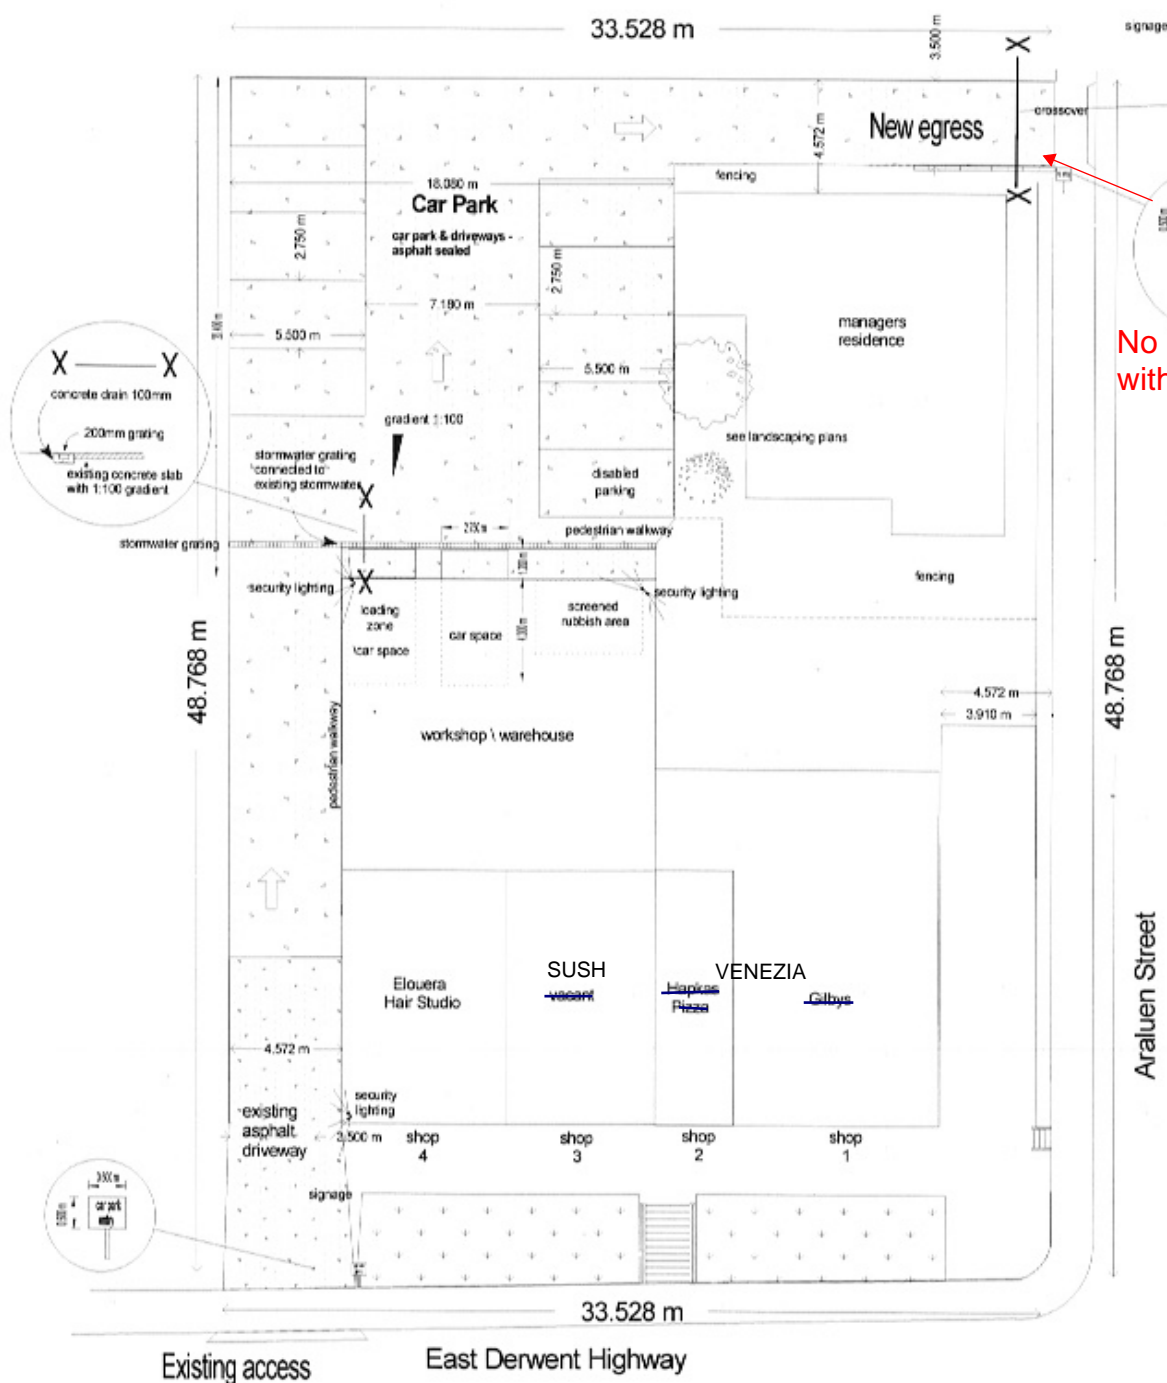 33.528 m
signage
3.500 m
crossover
New egress
4.572 m
fencing
18.080 m
Car Park
car park & driveways -
asphalt sealed
2.750 m
2.750 m
7.180 m
5.500 m
5.500 m
managers
residence
No
with
X X
concrete drain 100mm
200mm grating
existing concrete slab
with 1:100 gradient
gradient 1:100
see landscaping plans
stormwater grating
connected to
existing stormwater
X
X
X
X
disabled
parking
pedestrian walkway
stormwater grating
security lighting
security lighting
loading
zone
\car space
car space
screened
rubbish area
fencing
48.768 m
48.768 m
4.572 m
3.910 m
workshop \ warehouse
pedestrian walkway
Araluen Street
Elouera
Hair Studio
SUSH
vacant
VENEZIA
Hapkas
Pizza
Gilbys
4.572 m
existing
asphalt
driveway
security
lighting
2.500 m
shop
4
shop
3
shop
2
shop
1
signage
car park
33.528 m
Existing access
East Derwent Highway